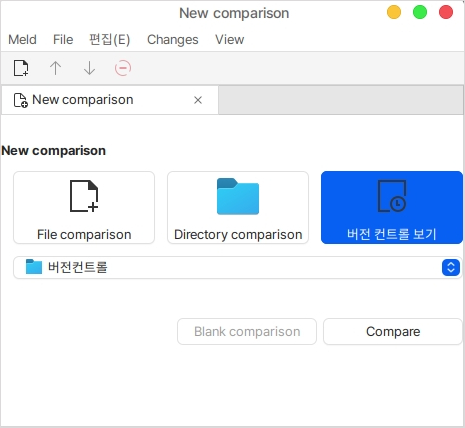 New comparison
Meld File 편집(E) Changes View
New comparison ×
New comparison
File comparison Directory comparison 버전 컨트롤 보기
버전컨트롤
Blank comparison Compare